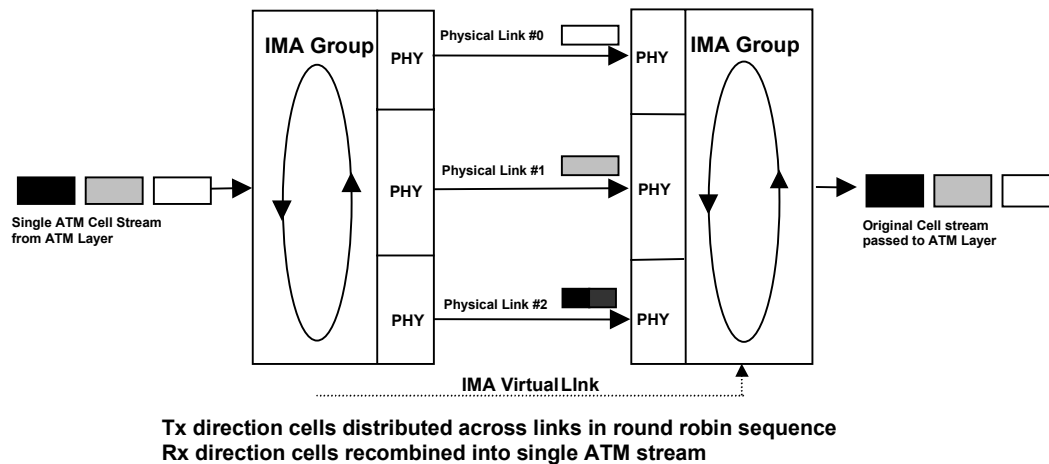 IMA Group
PHY
Physical Link #0
PHY
IMA Group
PHY
Physical Link #1
PHY
Single ATM Cell Stream
from ATM Layer
Original Cell stream
passed to ATM Layer
PHY
Physical Link #2
PHY
IMA Virtual LInk
Tx direction cells distributed across links in round robin sequence
Rx direction cells recombined into single ATM stream